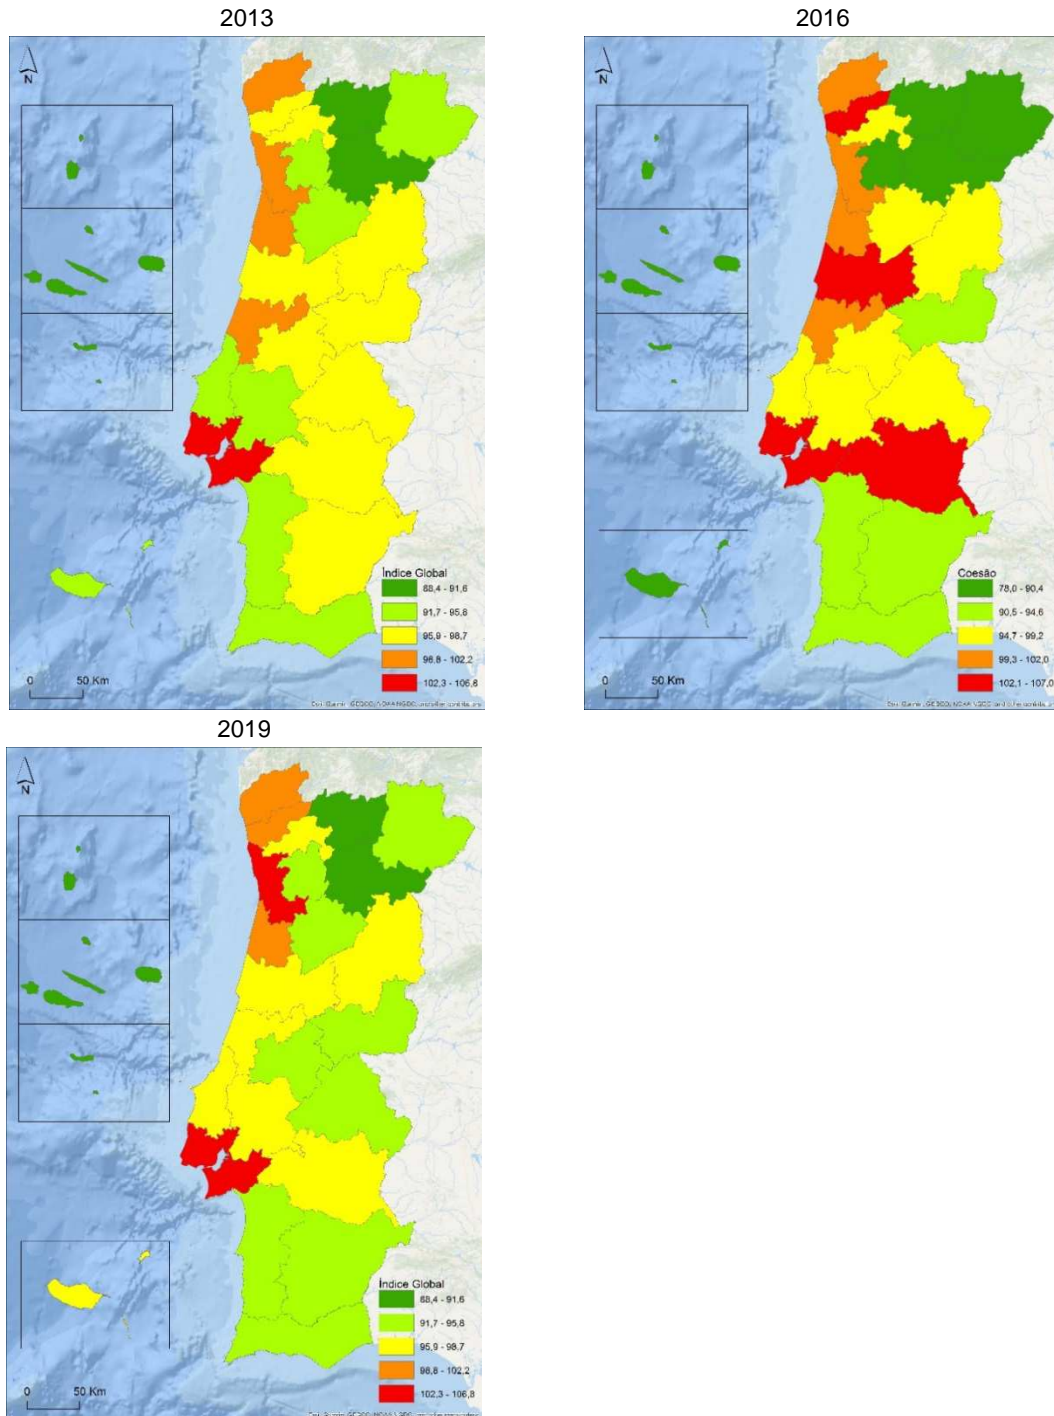 2013
2016
N
N
Índice Global
88,4 - 91,6
91,7 - 95,8
95,9 - 98,7
98,8 - 102,2
102,3 - 106,8
0 50 Km
Coesão
78,0 - 90,4
90,5 - 94,6
94,7 - 99,2
99,3 - 102,0
102,1 - 107,0
0 50 Km
2019
N
Índice Global
88,4 - 91,6
91,7 - 95,8
95,9 - 98,7
98,8 - 102,2
102,3 - 106,8
0 50 Km